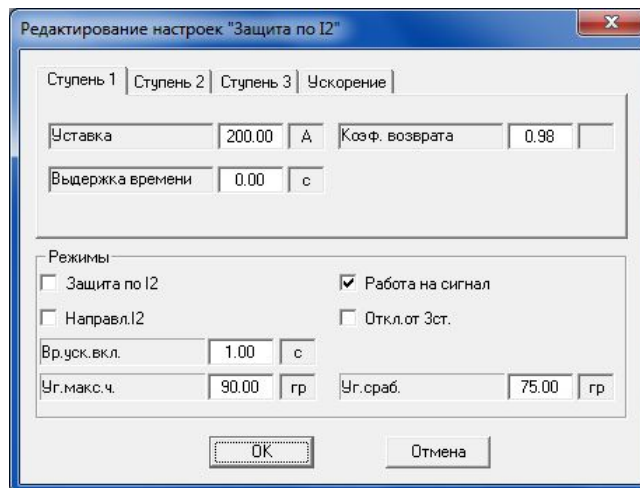 Редактирование настроек "Защита по I2"
Ступень 1 Ступень 2 Ступень 3 Ускорение
Уставка 200.00 А Коэф. возврата 0.98
Выдержка времени 0.00 с
Режимы
Защита по I2 Работа на сигнал
Направл.I2 Откл.от 3ст.
Вр.уск.вкл. 1.00 с
Уг.макс.ч. 90.00 гр Уг.сраб. 75.00 гр
OK Отмена